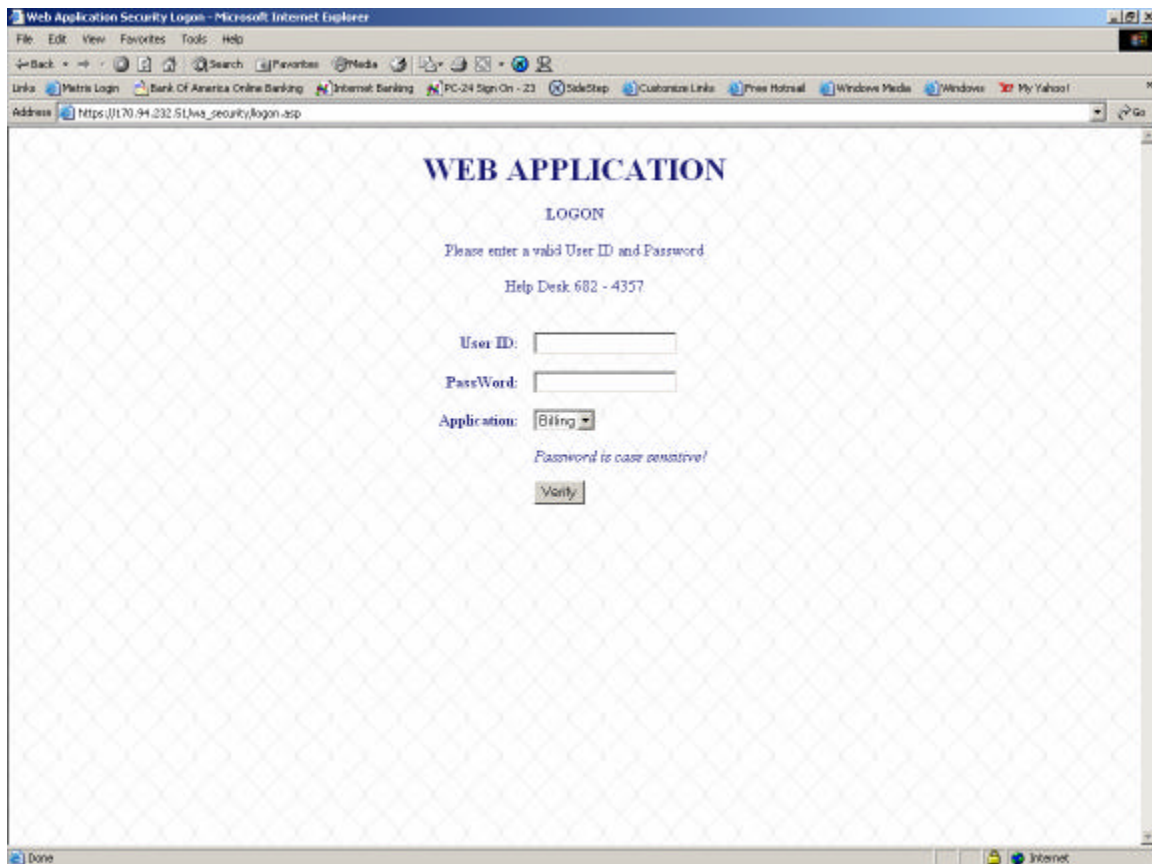 Web Application Security Logon - Microsoft Internet Explorer
File Edit View Favorites Tools Help
Back Search Favorites Media
Links Metris Login Bank Of America Online Banking Internet Banking PC-24 Sign On - 23 SideStep Customize Links Free Hotmail Windows Media Windows My Yahoo!
Address https://170.94.232.51/wa_security/logon.asp Go
WEB APPLICATION
LOGON
Please enter a valid User ID and Password
Help Desk 682 - 4357
User ID:
PassWord:
Application: Billing
Password is case sensitive!
Verify
Done Internet